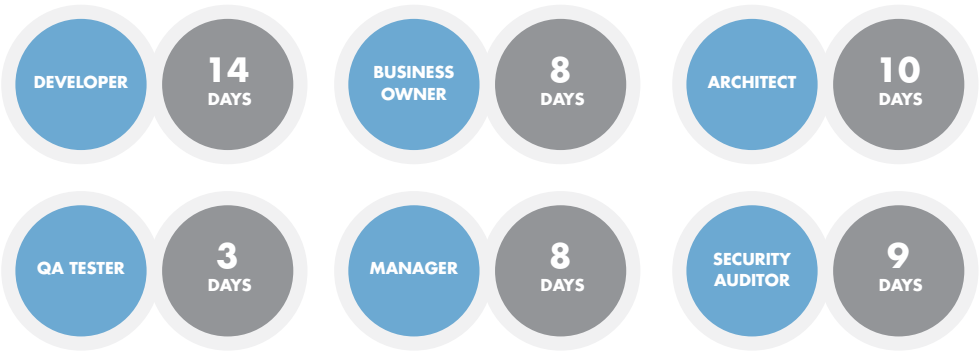 DEVELOPER
14
DAYS
BUSINESS
OWNER
8
DAYS
ARCHITECT
10
DAYS
QA TESTER
3
DAYS
MANAGER
8
DAYS
SECURITY
AUDITOR
9
DAYS